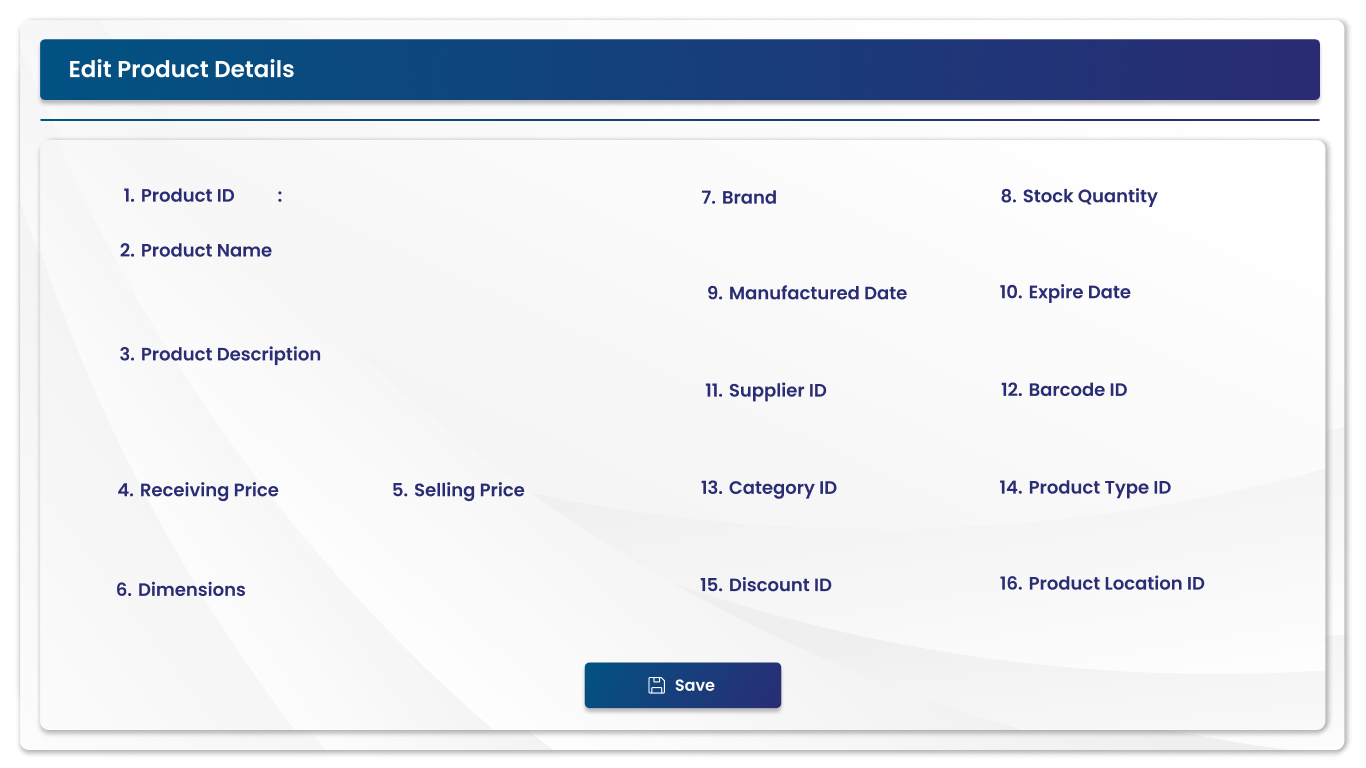 Edit Product Details
1. Product ID :
2. Product Name
3. Product Description
4. Receiving Price
5. Selling Price
6. Dimensions
7. Brand
8. Stock Quantity
9. Manufactured Date
10. Expire Date
11. Supplier ID
12. Barcode ID
13. Category ID
14. Product Type ID
15. Discount ID
16. Product Location ID
Save